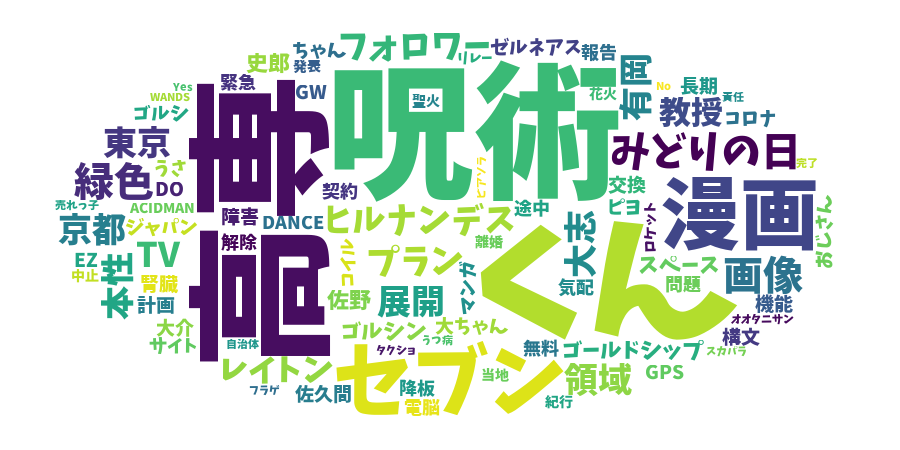 ちゃん
フォロワー
ゼルネアス
リレー
報告
史郎
発表
緊急
GW
呪術
聖火
花火
有岡
No
長期
責任
Yes
WANDS
ゴルシ
東京
専
教授
コロナ
みどりの日
完了
緑色
うさ
DO
契約
ピアソラ
交換
漫画
売れっ子
ACIDMAN
障害
DANCE
ヒルナンデス
途中
ピヨ
京都
ジャパン
解除
高
離婚
大志
ロケット
おじさん
EZ
TV
プラン
くん
スペース
中止
本性
腎臓
マンガ
気配
問題
画像
計画
佐野
展開
機能
大介
ゴルシン
大ちゃん
オオタニサン
サイト
自治体
うつ病
構文
タクショ
無料
ゴールドシップ
スカパラ
レイトン
セブン
当地
領域
GPS
フラゲ
佐久間
降板
電脳
紀行